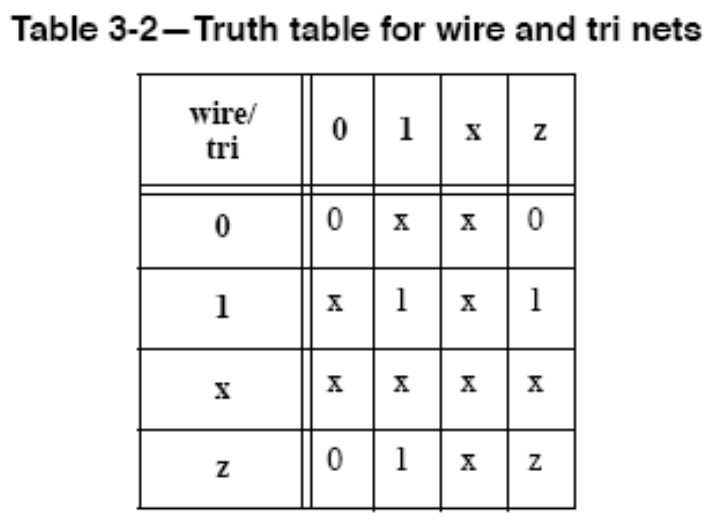 Table 3-2—Truth table for wire and tri nets
wire/
tri 0 1 x z
0 0 x x 0
1 x 1 x 1
x x x x x
z 0 1 x z